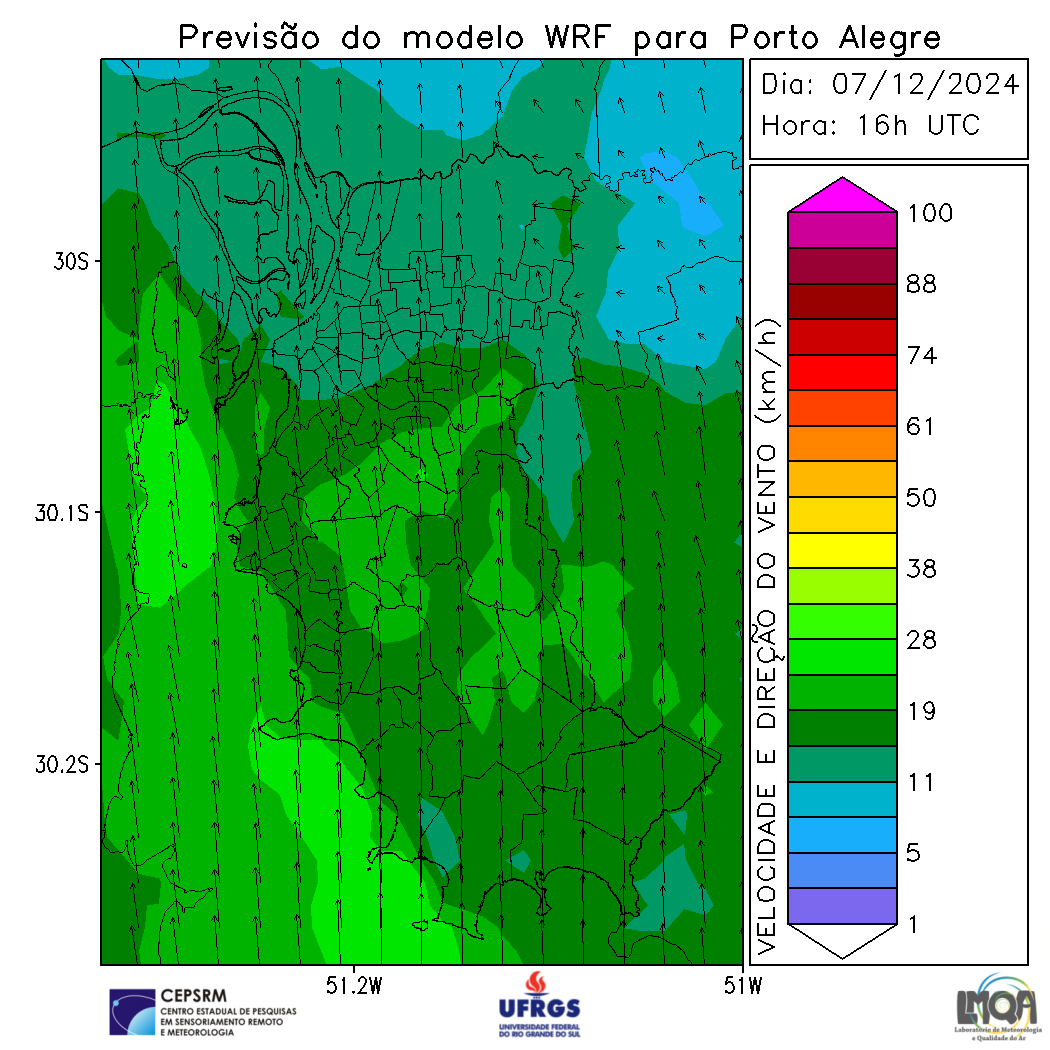 Previsão do modelo WRF para Porto Alegre
Dia: 07/12/2024
Hora: 16h UTC
30S
30.1S
30.2S
51.2W
51W
VELOCIDADE E DIREÇÃO DO VENTO (km/h)
100
88
74
61
50
38
28
19
11
5
1
CEPSRM
CENTRO ESTADUAL DE PESQUISAS
EM SENSORIAMENTO REMOTO
E METEOROLOGIA
UFRGS
UNIVERSIDADE FEDERAL
DO RIO GRANDE DO SUL
LMQA
Laboratório de Meteorologia
e Qualidade do Ar